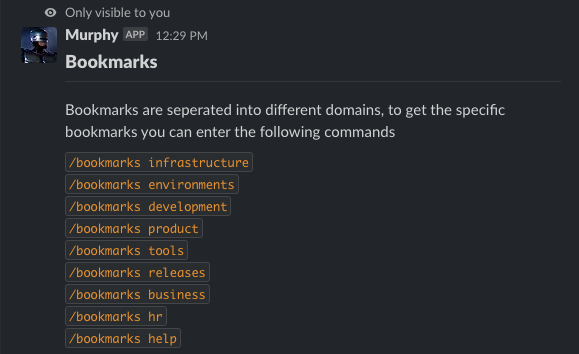 Only visible to you
Murphy APP 12:29 PM
Bookmarks
Bookmarks are seperated into different domains, to get the specific
bookmarks you can enter the following commands
/bookmarks infrastructure
/bookmarks environments
/bookmarks development
/bookmarks product
/bookmarks tools
/bookmarks releases
/bookmarks business
/bookmarks hr
/bookmarks help